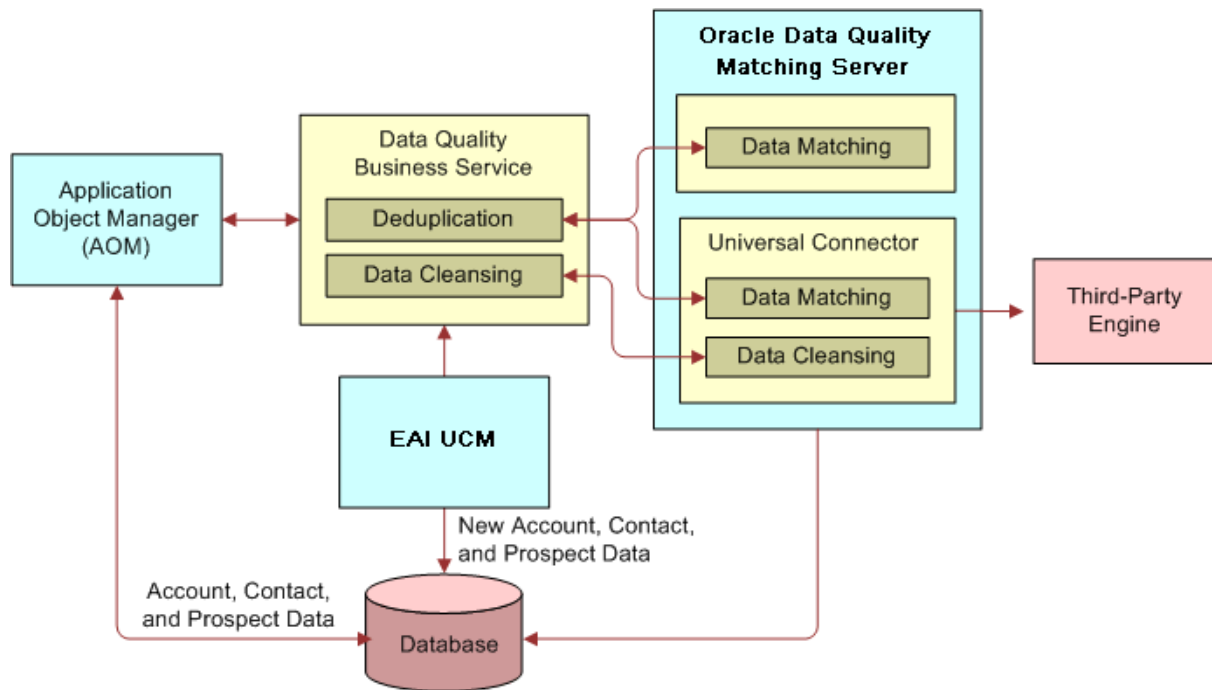 Oracle Data Quality
Matching Server
Data Matching
Data Quality
Business Service
Deduplication
Data Cleansing
Application
Object Manager
(AOM)
Universal Connector
Data Matching
Data Cleansing
Third-Party
Engine
EAI UCM
New Account, Contact,
and Prospect Data
Account, Contact,
and Prospect Data
Database